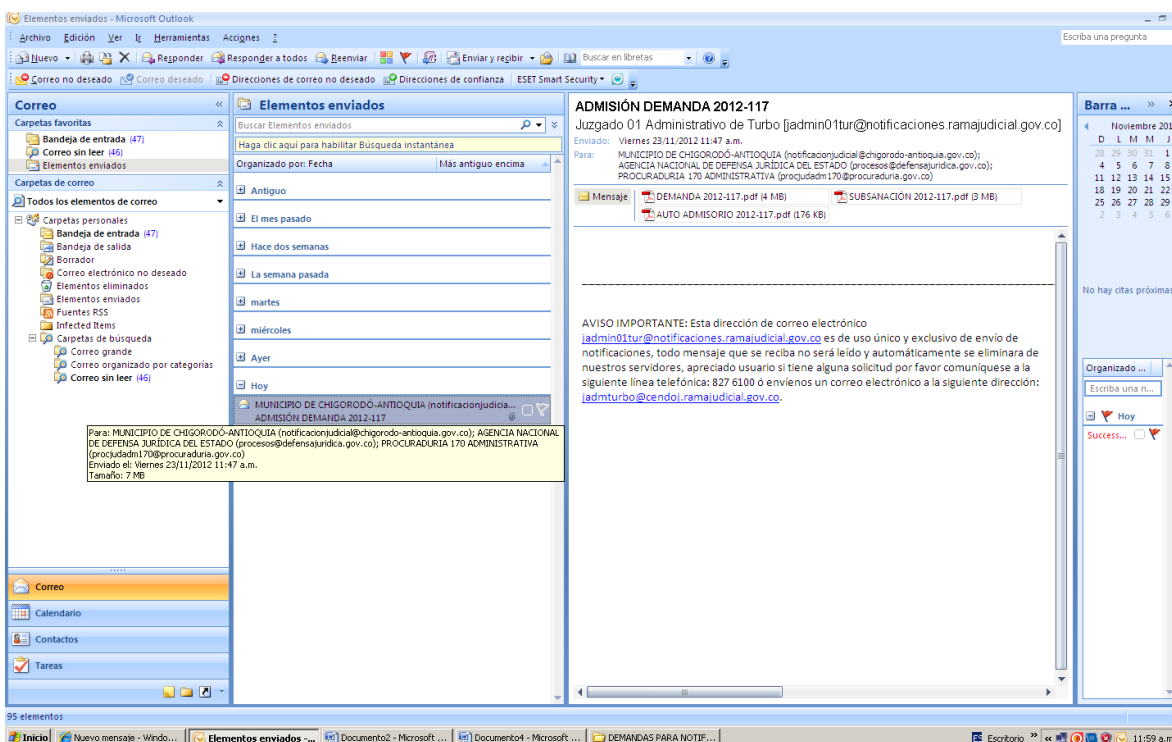 Elementos enviados - Microsoft Outlook
Archivo Edición Ver Ir Herramientas Acciones ?
Escriba una pregunta
Nuevo Responder Responder a todos Reenviar Enviar y recibir Buscar en libretas
Correo no deseado Correo deseado Direcciones de correo no deseado Direcciones de confianza ESET Smart Security
Correo
Carpetas favoritas
Bandeja de entrada (47)
Correo sin leer (46)
Elementos enviados
Carpetas de correo
Todos los elementos de correo
Carpetas personales
Bandeja de entrada (47)
Bandeja de salida
Borrador
Correo electrónico no deseado
Elementos eliminados
Elementos enviados
Fuentes RSS
Infected Items
Carpetas de búsqueda
Correo grande
Correo organizado por categorías
Correo sin leer (46)
Correo
Calendario
Contactos
Tareas
Elementos enviados
Buscar Elementos enviados
Haga clic aquí para habilitar Búsqueda instantánea
Organizado por: Fecha Más antiguo encima
Antiguo
El mes pasado
Hace dos semanas
La semana pasada
martes
miércoles
Ayer
Hoy
MUNICIPIO DE CHIGORODÓ-ANTIOQUIA (notificacionjudicia...
ADMISIÓN DEMANDA 2012-117
Para: MUNICIPIO DE CHIGORODÓ-ANTIOQUIA (notificacionjudicial@chigorodo-antioquia.gov.co); AGENCIA NACIONAL
DE DEFENSA JURÍDICA DEL ESTADO (procesos@defensajuridica.gov.co); PROCURADURIA 170 ADMINISTRATIVA
(procjudadm170@procuraduria.gov.co)
Enviado el: Viernes 23/11/2012 11:47 a.m.
Tamaño: 7 MB
ADMISIÓN DEMANDA 2012-117
Juzgado 01 Administrativo de Turbo [jadmin01tur@notificaciones.ramajudicial.gov.co]
Enviado: Viernes 23/11/2012 11:47 a.m.
Para: MUNICIPIO DE CHIGORODÓ-ANTIOQUIA (notificacionjudicial@chigorodo-antioquia.gov.co);
AGENCIA NACIONAL DE DEFENSA JURÍDICA DEL ESTADO (procesos@defensajuridica.gov.co);
PROCURADURIA 170 ADMINISTRATIVA (procjudadm170@procuraduria.gov.co)
Mensaje DEMANDA 2012-117.pdf (4 MB) SUBSANACIÓN 2012-117.pdf (3 MB)
AUTO ADMISORIO 2012-117.pdf (176 KB)
AVISO IMPORTANTE: Esta dirección de correo electrónico
jadmin01tur@notificaciones.ramajudicial.gov.co es de uso único y exclusivo de envío de
notificaciones, todo mensaje que se reciba no será leído y automáticamente se eliminara de
nuestros servidores, apreciado usuario si tiene alguna solicitud por favor comuníquese a la
siguiente línea telefónica: 827 6100 ó envíenos un correo electrónico a la siguiente dirección:
jadmturbo@cendoj.ramajudicial.gov.co.
Barra ...
Noviembre 201
D L M M J
28 29 30 31 1
4 5 6 7 8
11 12 13 14 15
18 19 20 21 22
25 26 27 28 29
2 3 4 5 6
No hay citas próximas
Organizado ...
Escriba una n...
Hoy
Success...
95 elementos
Inicio Nuevo mensaje - Windo... Elementos enviados -... Documento2 - Microsoft ... Documento4 - Microsoft ... DEMANDAS PARA NOTIF... ES Escritorio 11:59 a.m